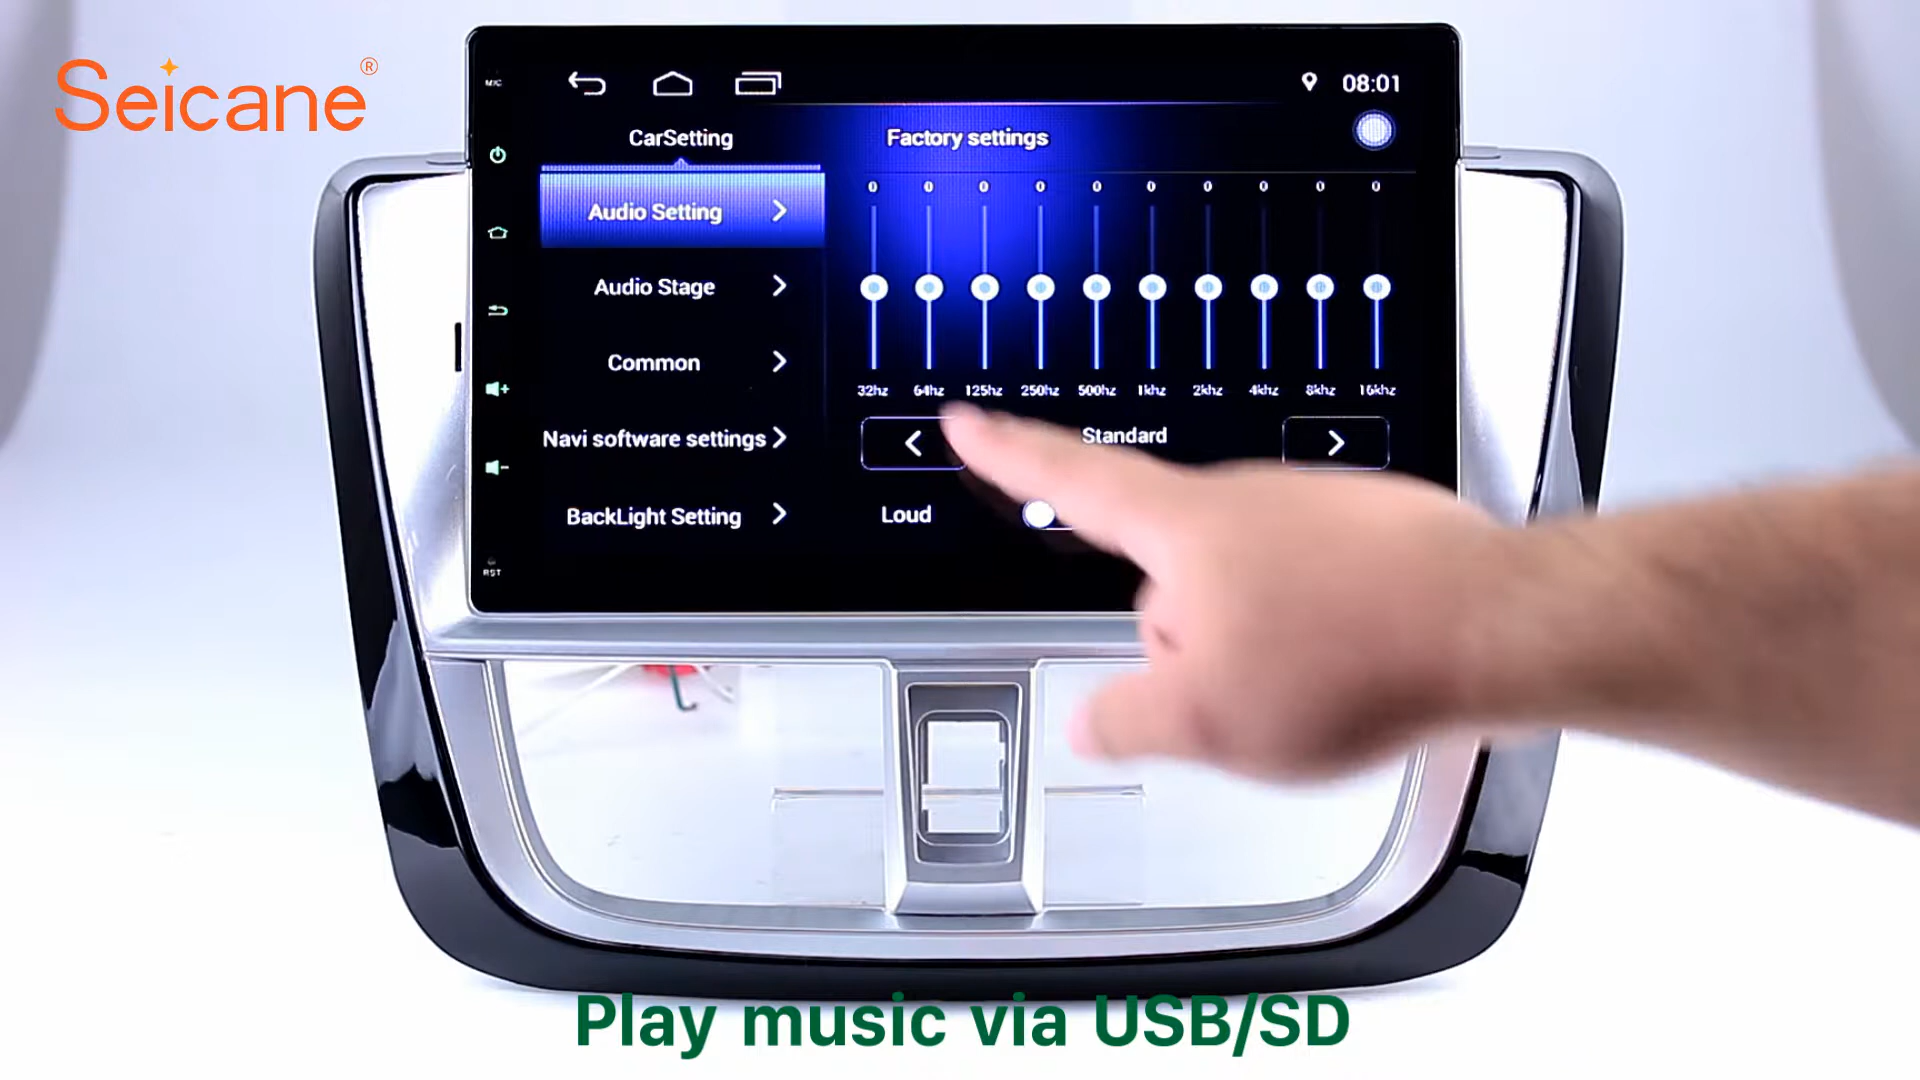 Seicane®
MIC
08:01
CarSetting
Factory settings
Audio Setting
0 0 0 0 0 0 0 0 0 0
Audio Stage
Common
32hz 64hz 125hz 250hz 500hz 1khz 2khz 4khz 8khz 16khz
Navi software settings
Standard
BackLight Setting
Loud
RST
Play music via USB/SD